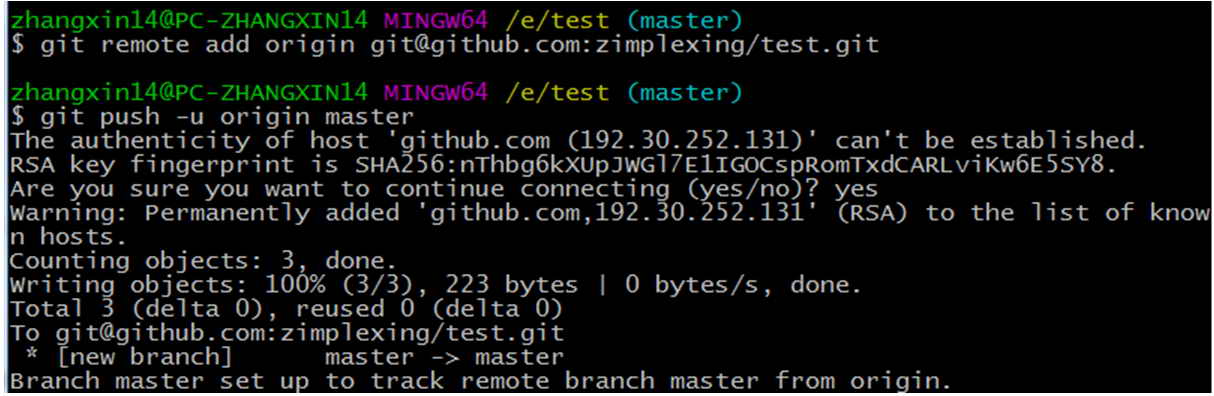 zhangxin14@PC-ZHANGXIN14 MINGW64 /e/test (master)
$ git remote add origin git@github.com:zimplexing/test.git
zhangxin14@PC-ZHANGXIN14 MINGW64 /e/test (master)
$ git push -u origin master
The authenticity of host 'github.com (192.30.252.131)' can't be established.
RSA key fingerprint is SHA256:nThbg6kXUpJWGl7E1IGOCspRomTxdCARLviKw6E5SY8.
Are you sure you want to continue connecting (yes/no)? yes
Warning: Permanently added 'github.com,192.30.252.131' (RSA) to the list of know
n hosts.
Counting objects: 3, done.
Writing objects: 100% (3/3), 223 bytes | 0 bytes/s, done.
Total 3 (delta 0), reused 0 (delta 0)
To git@github.com:zimplexing/test.git
 * [new branch]      master -> master
Branch master set up to track remote branch master from origin.